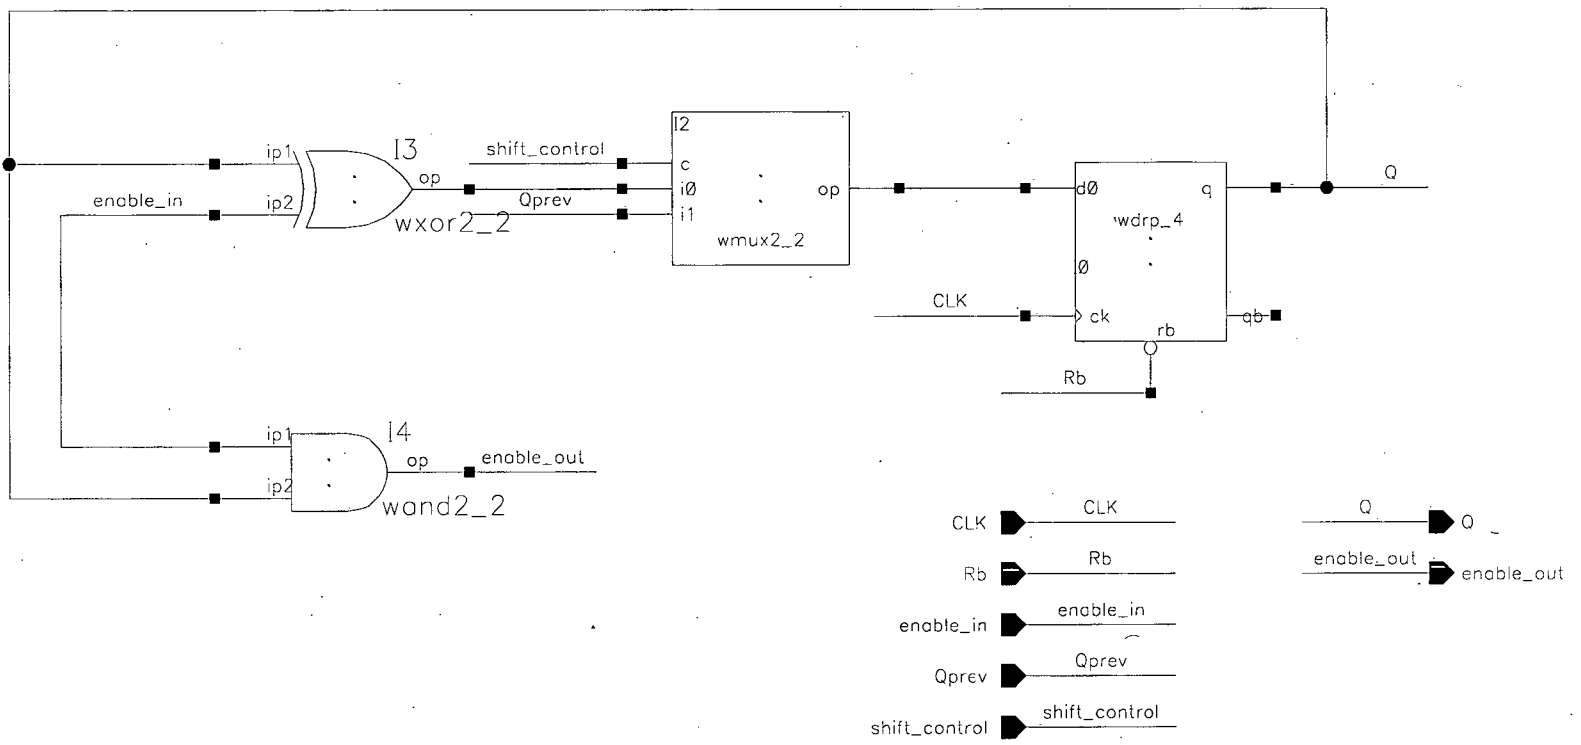 I3
ip1
op
enable_in
ip2
wxor2_2
I2
shift_control
c
i0
op
Qprev
i1
wmux2_2
d0
q
Q
wdrp_4
0
CLK
ck
qb
rb
Rb
I4
ip1
op
enable_out
ip2
wand2_2
CLK
CLK
Q
Q
Rb
Rb
enable_out
enable_out
enable_in
enable_in
Qprev
Qprev
shift_control
shift_control